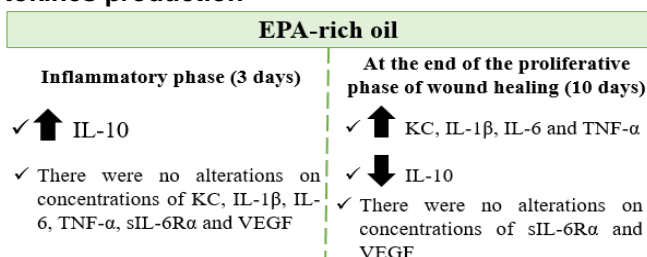 production
EPA-rich oil
Inflammatory phase (3 days)
✓ IL-10
✓ There were no alterations on
concentrations of KC, IL-1β, IL-
6, TNF-α, sIL-6Rα and VEGF
At the end of the proliferative
phase of wound healing (10 days)
✓ KC, IL-1β, IL-6 and TNF-α
✓ IL-10
✓ There were no alterations on
concentrations of sIL-6Rα and
VEGF